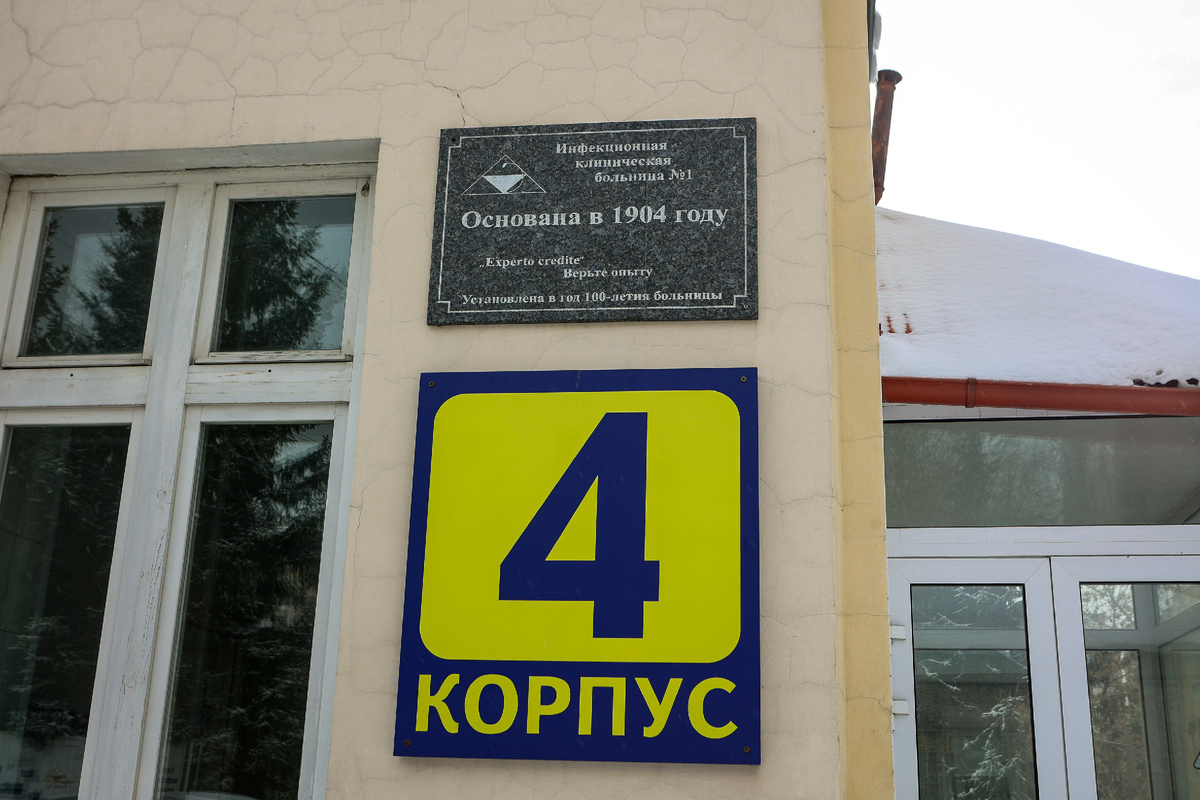 Инфекционная
клиническая
больница №1
Основана в 1904 году
„Experto credite“
Верьте опыту
Установлена в год 100-летия больницы
4
КОРПУС